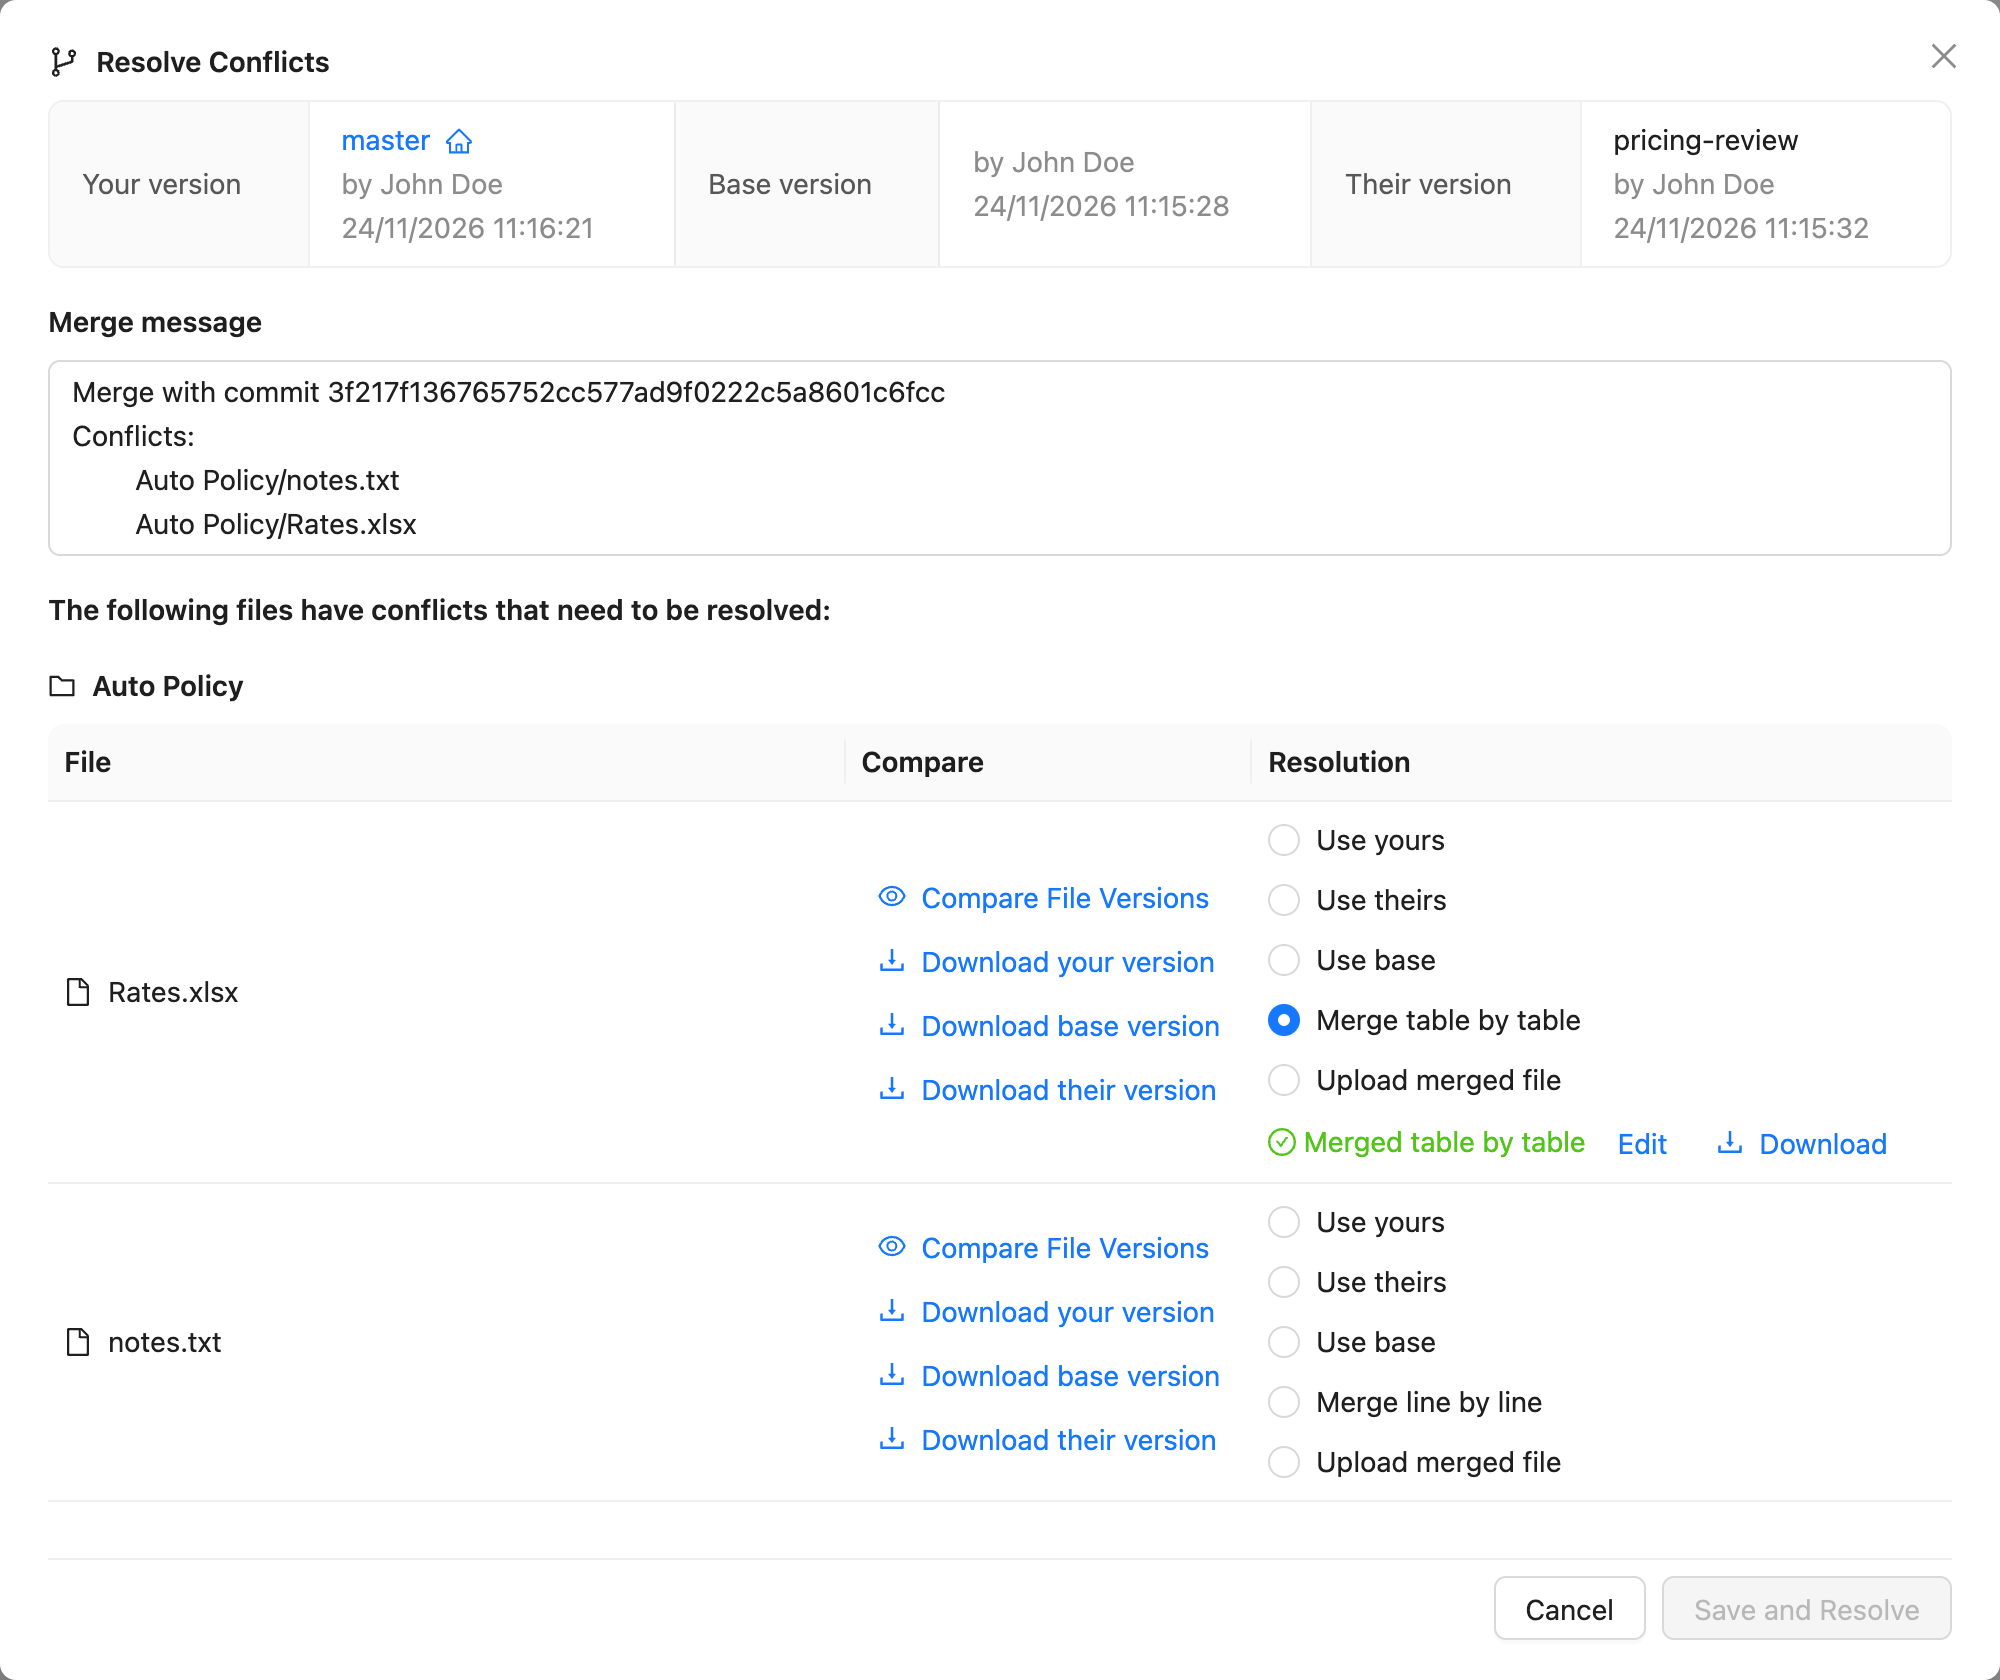 Resolve Conflicts
Your version
master
by John Doe
24/11/2026 11:16:21
Base version
by John Doe
24/11/2026 11:15:28
Their version
pricing-review
by John Doe
24/11/2026 11:15:32
Merge message
Merge with commit 3f217f136765752cc577ad9f0222c5a8601c6fcc
Conflicts:
Auto Policy/notes.txt
Auto Policy/Rates.xlsx
The following files have conflicts that need to be resolved:
Auto Policy
File
Compare
Resolution
Rates.xlsx
Compare File Versions
Download your version
Download base version
Download their version
Use yours
Use theirs
Use base
Merge table by table
Upload merged file
Merged table by table
Edit
Download
notes.txt
Compare File Versions
Download your version
Download base version
Download their version
Use yours
Use theirs
Use base
Merge line by line
Upload merged file
Cancel
Save and Resolve